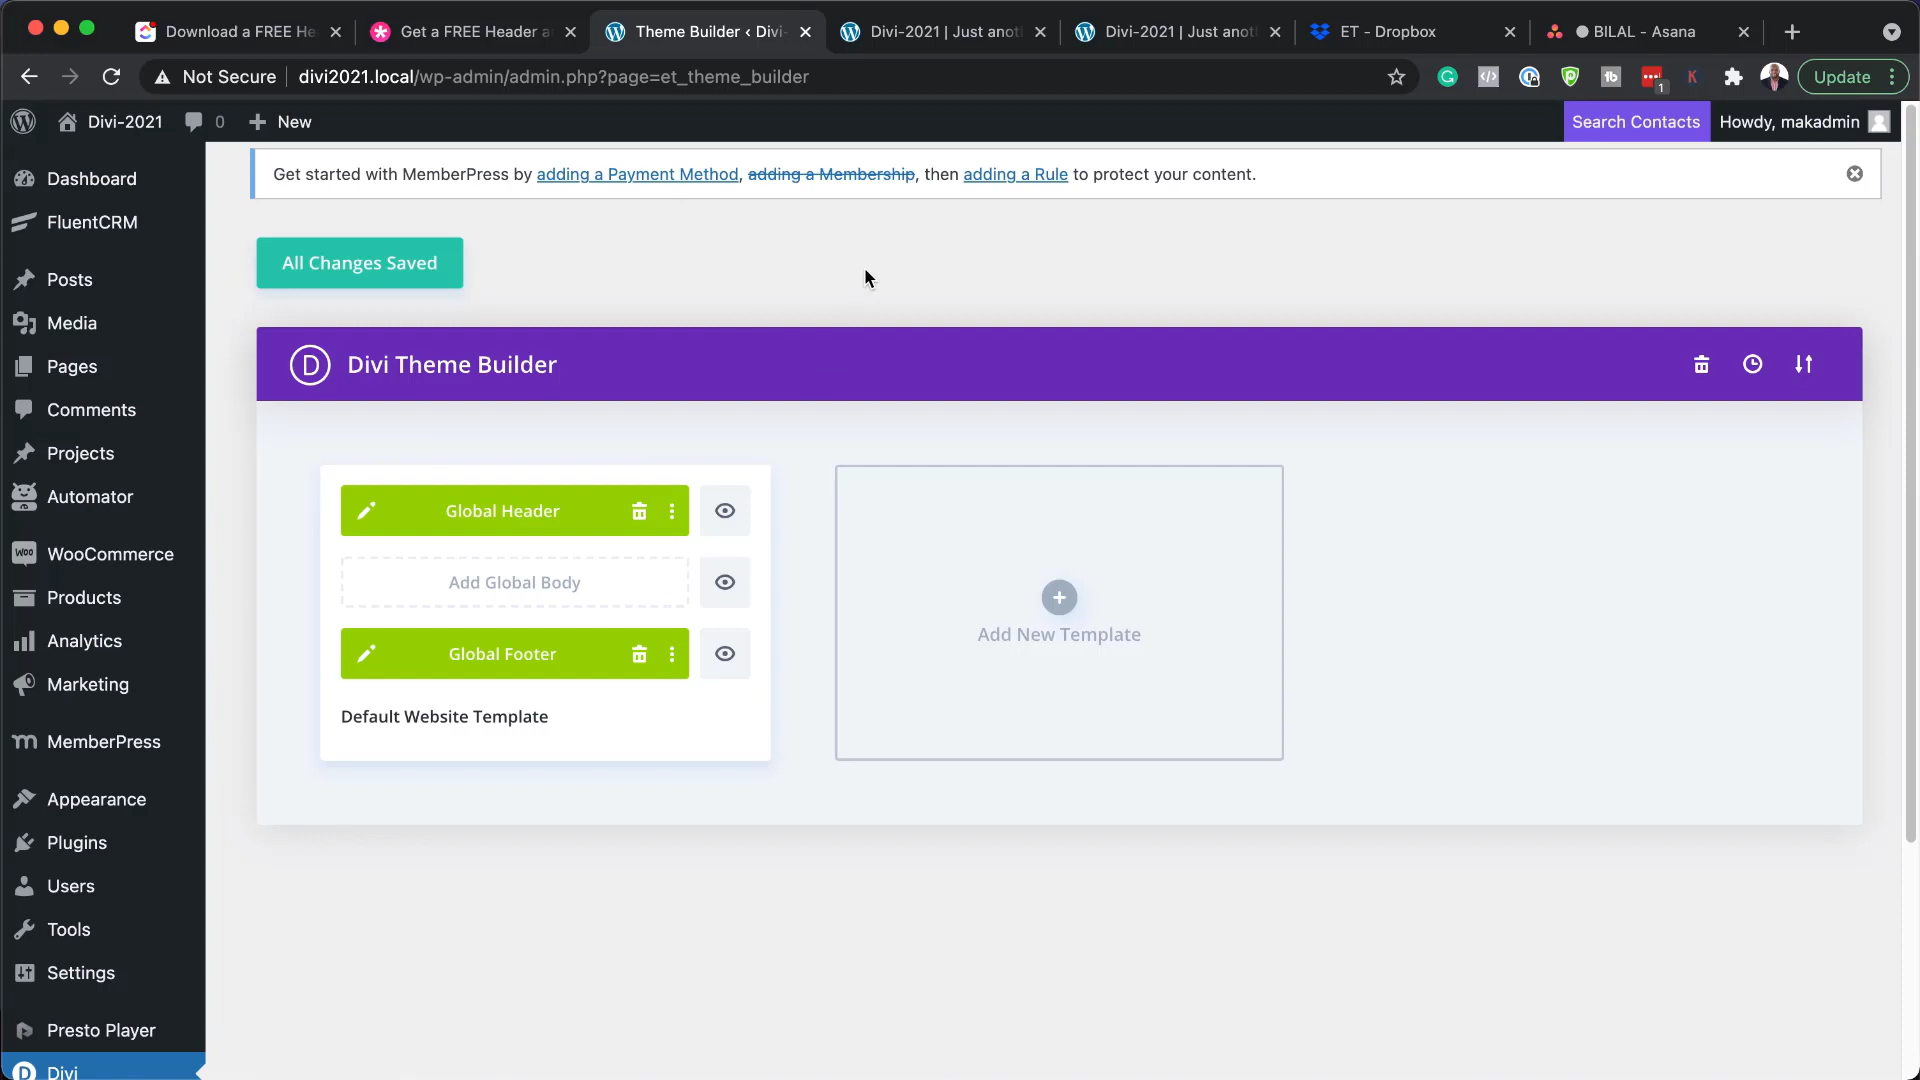 Download a FREE He
Get a FREE Header a
Theme Builder ‹ Divi-
Divi-2021 | Just anot
Divi-2021 | Just anot
ET - Dropbox
BILAL - Asana
Not Secure
divi2021.local/wp-admin/admin.php?page=et_theme_builder
1
Update
Divi-2021
0
New
Search Contacts
Howdy, makadmin
Dashboard
FluentCRM
Posts
Media
Pages
Comments
Projects
Automator
WooCommerce
Products
Analytics
Marketing
MemberPress
Appearance
Plugins
Users
Tools
Settings
Presto Player
Divi
Get started with MemberPress by adding a Payment Method, adding a Membership, then adding a Rule to protect your content.
All Changes Saved
D Divi Theme Builder
Global Header
Add Global Body
Global Footer
Default Website Template
Add New Template